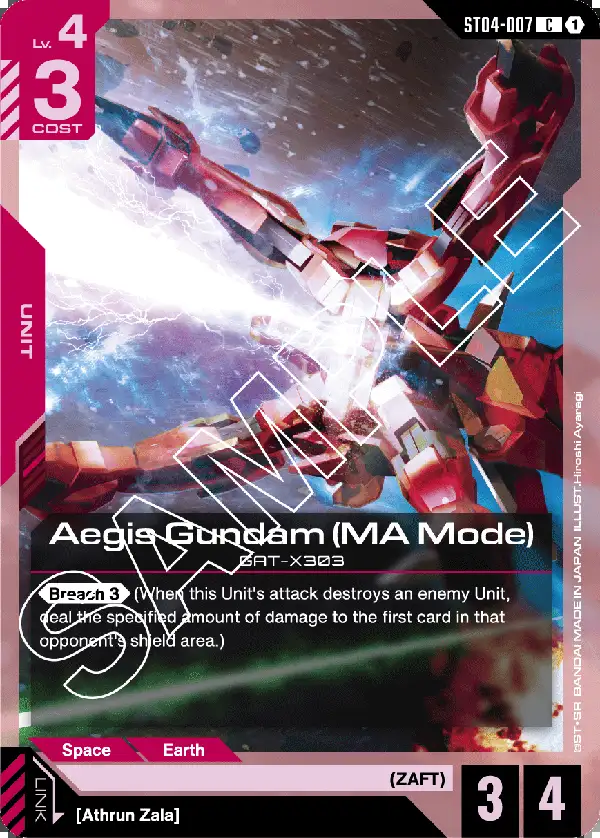 Lv. 4
3
COST
ST04-007 C 1
UNIT
SAMPLE
Aegis Gundam (MA Mode)
GAT-X303
Breach 3 (When this Unit's attack destroys an enemy Unit,
deal the specified amount of damage to the first card in that
opponent's shield area.)
©ST・SR BANDAI MADE IN JAPAN ILLUST.Hiroshi Ayaragi
Space Earth
(ZAFT)
LINK
[Athrun Zala]
3 4